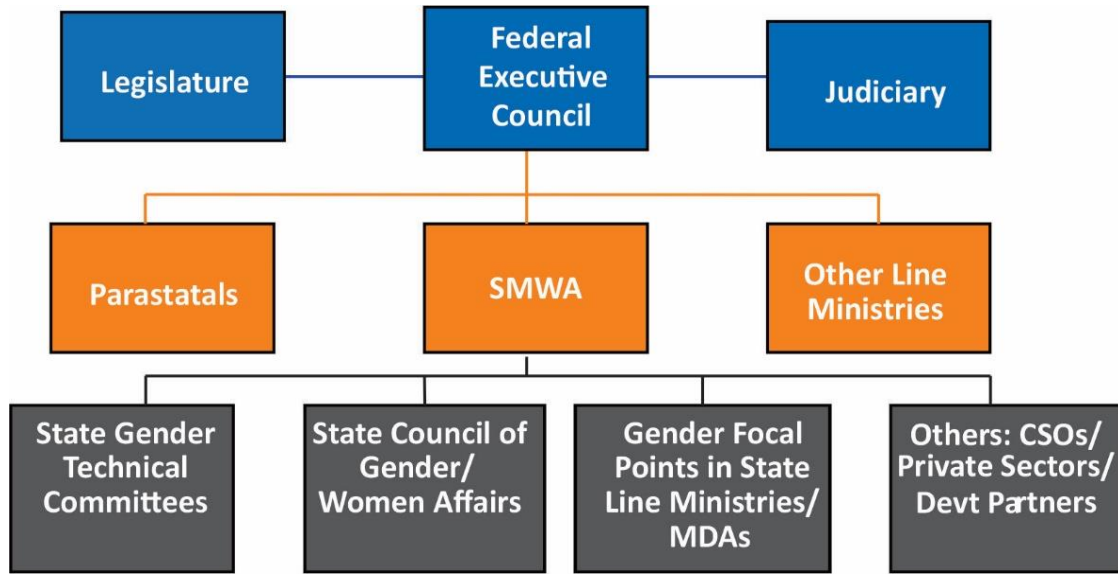 Legislature
Federal
Executive
Council
Judiciary
Parastatals
SMWA
Other Line
Ministries
State Gender
Technical
Committees
State Council of
Gender/
Women Affairs
Gender Focal
Points in State
Line Ministries/
MDAs
Others: CSOs/
Private Sectors/
Devt Partners